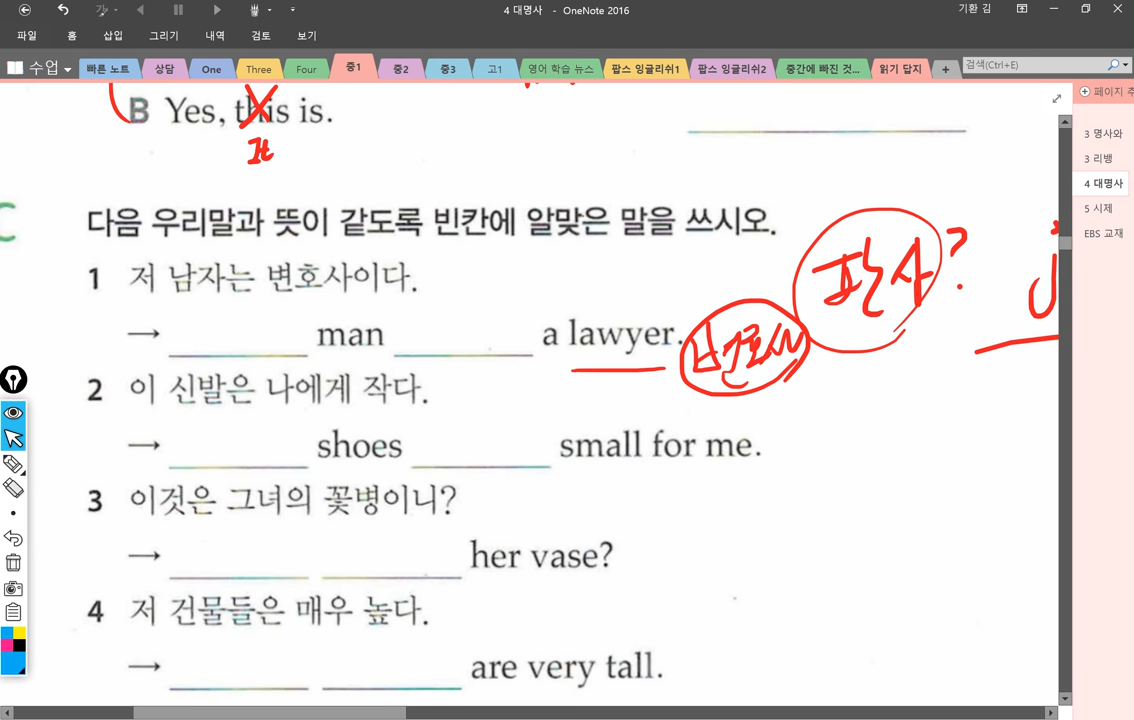 4 대명사 - OneNote 2016
기환 김
파일 홈 삽입 그리기 내역 검토 보기
수업 빠른 노트 상담 One Three Four 중1 중2 중3 고1 영어 학습 뉴스 팝스 잉글리쉬1 팝스 잉글리쉬2 중간에 빠진 것... 읽기 답지 + 검색(Ctrl+E)
페이지 추
3 명사와
3 리뱅
4 대명사
5 시제
EBS 교재
B Yes, this is.
It
C 다음 우리말과 뜻이 같도록 빈칸에 알맞은 말을 쓰시오.
1 저 남자는 변호사이다.
판사?
→ man a lawyer.
변호사
2 이 신발은 나에게 작다.
→ shoes small for me.
3 이것은 그녀의 꽃병이니?
→ her vase?
4 저 건물들은 매우 높다.
→ are very tall.